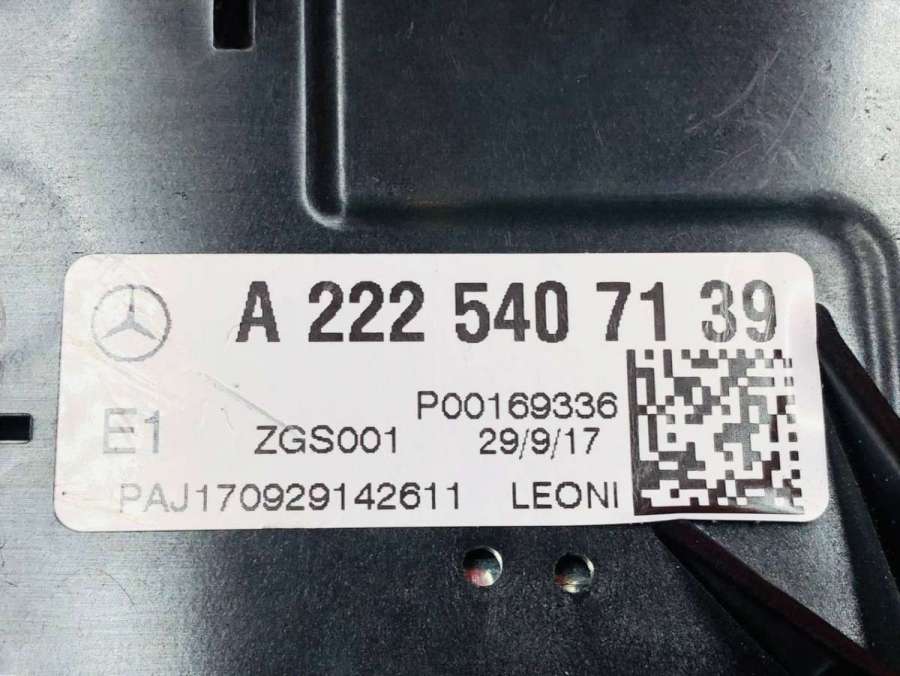 A 222 540 71 39
P00169336
E1 ZGS001 29/9/17
PAJ170929142611 LEONI